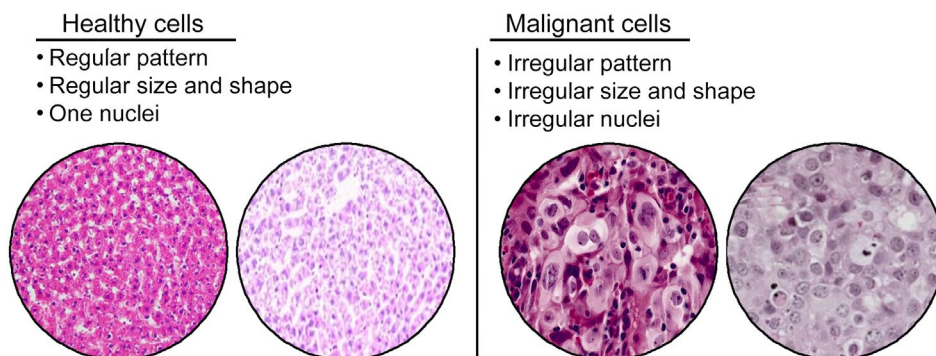 Healthy cells
• Regular pattern
• Regular size and shape
• One nuclei
Malignant cells
• Irregular pattern
• Irregular size and shape
• Irregular nuclei